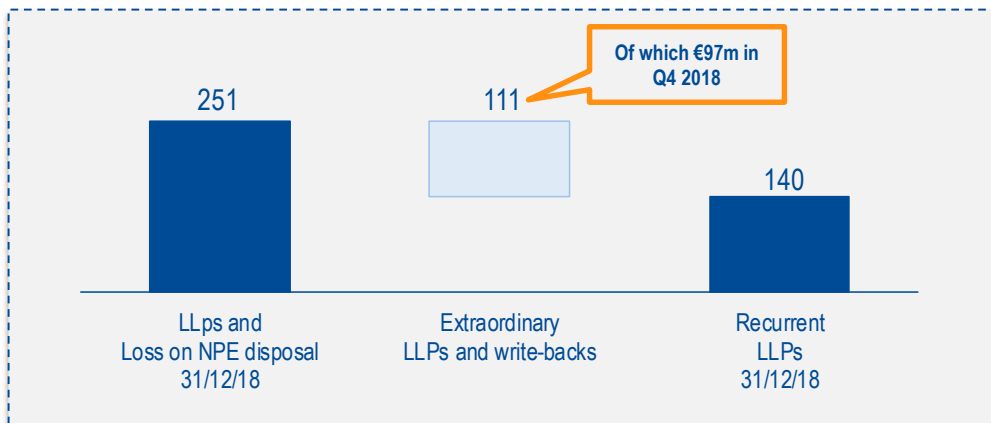 Of which €97m in
Q4 2018
251
111
140
LLps and
Loss on NPE disposal
31/12/18
Extraordinary
LLPs and write-backs
Recurrent
LLPs
31/12/18